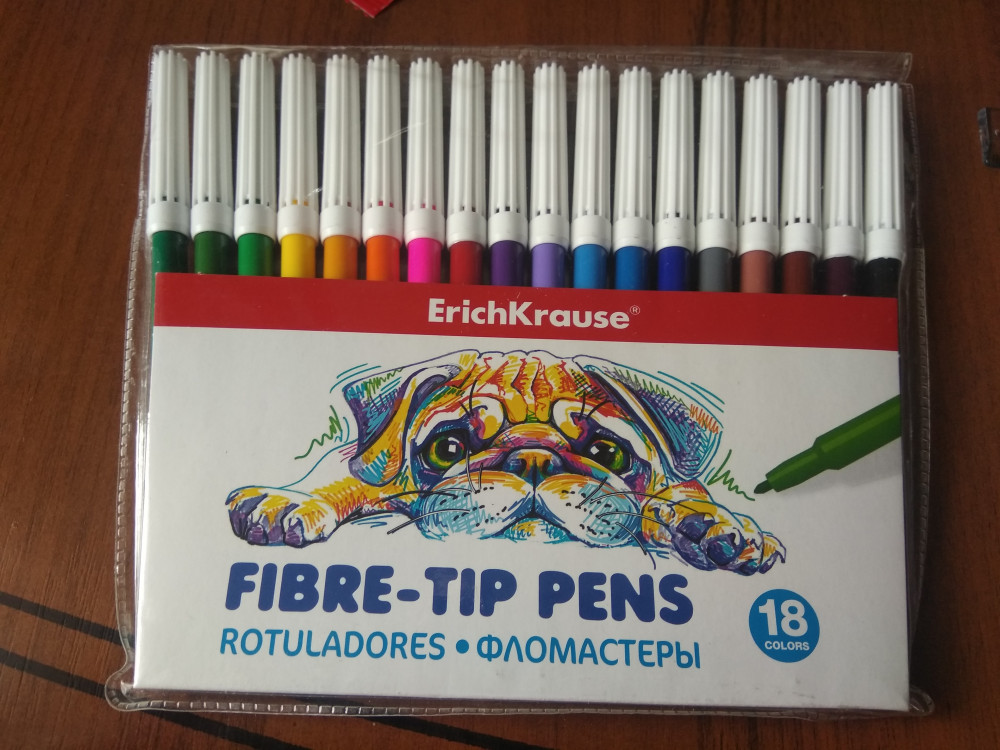 ErichKrause®
FIBRE-TIP PENS
ROTULADORES • ФЛОМАСТЕРЫ
18
COLORS